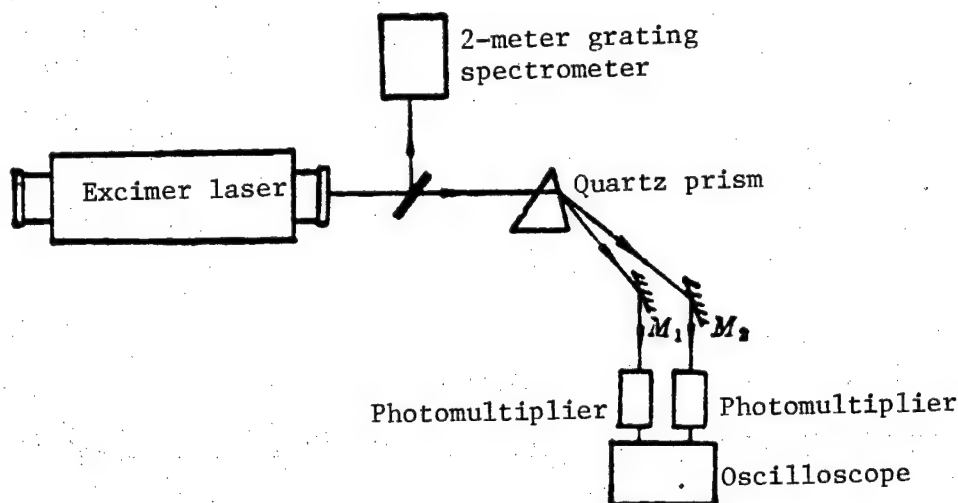 2-meter grating
spectrometer
Excimer laser
Quartz prism
M₁
M₂
Photomultiplier
Photomultiplier
Oscilloscope